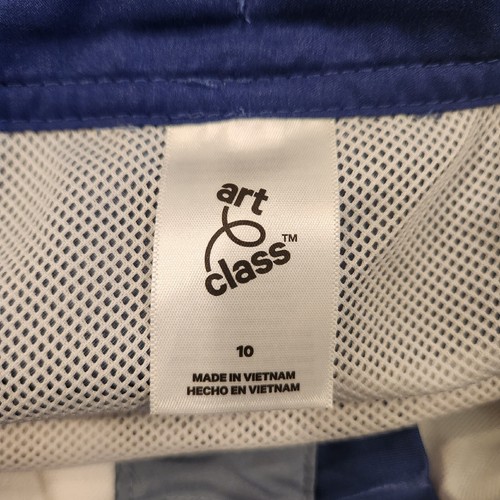 art
class™
10
MADE IN VIETNAM
HECHO EN VIETNAM